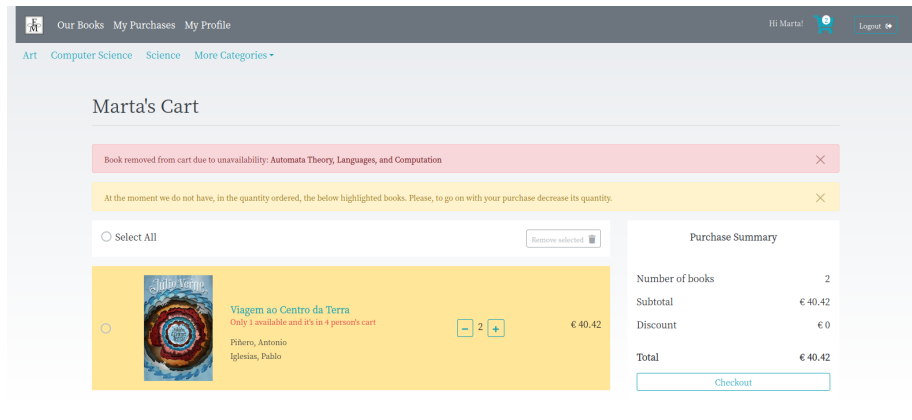 E
M
Our Books My Purchases My Profile
Hi Marta!
2
Logout
Art Computer Science Science More Categories
Marta's Cart
Book removed from cart due to unavailability: Automata Theory, Languages, and Computation
At the moment we do not have, in the quantity ordered, the below highlighted books. Please, to go on with your purchase decrease its quantity.
Select All
Remove selected
Júlio Verne
Viagem ao Centro da Terra
Only 1 available and it's in 4 person's cart
Piñero, Antonio
Iglesias, Pablo
− 2 +
€ 40.42
Purchase Summary
Number of books 2
Subtotal € 40.42
Discount € 0
Total € 40.42
Checkout